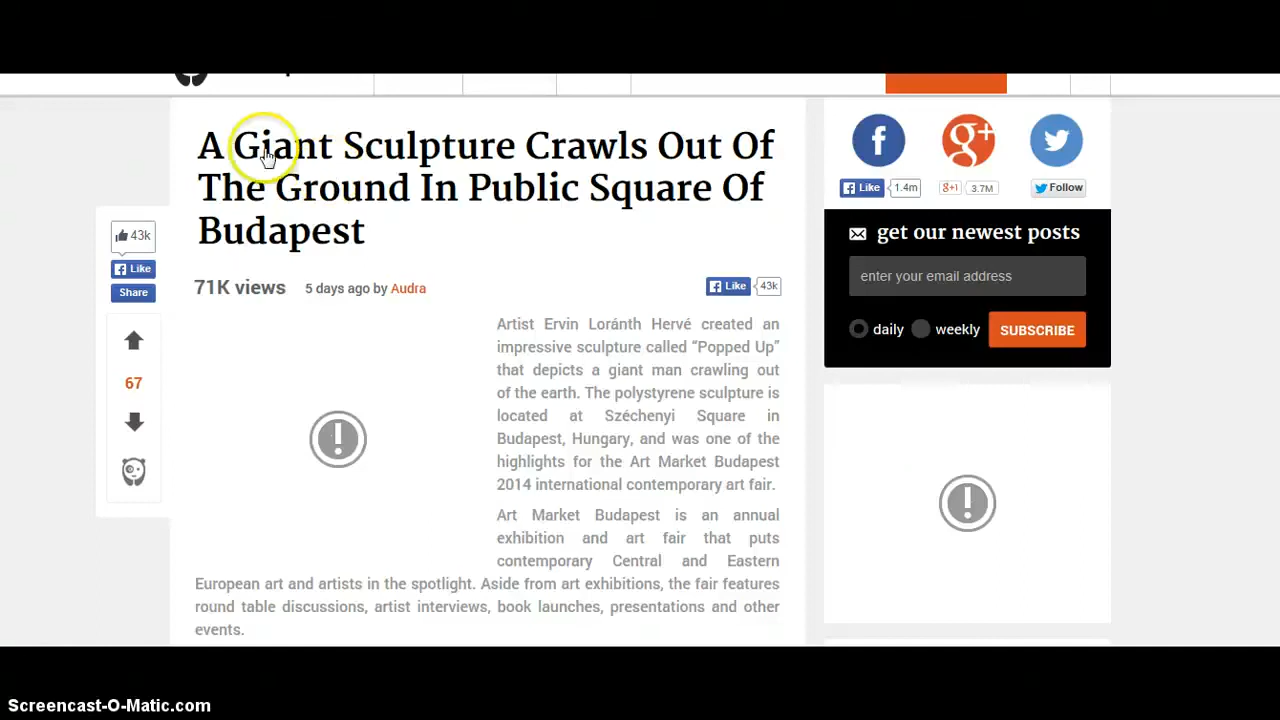 A Giant Sculpture Crawls Out Of
The Ground In Public Square Of
Budapest
43k
Like
Share
67
71K views 5 days ago by Audra
Like 43k
Artist Ervin Loránth Hervé created an
impressive sculpture called “Popped Up”
that depicts a giant man crawling out
of the earth. The polystyrene sculpture is
located at Széchenyi Square in
Budapest, Hungary, and was one of the
highlights for the Art Market Budapest
2014 international contemporary art fair.
Art Market Budapest is an annual
exhibition and art fair that puts
contemporary Central and Eastern
European art and artists in the spotlight. Aside from art exhibitions, the fair features
round table discussions, artist interviews, book launches, presentations and other
events.
f g+
Like 1.4m g+1 3.7M Follow
get our newest posts
enter your email address
daily weekly SUBSCRIBE
Screencast-O-Matic.com